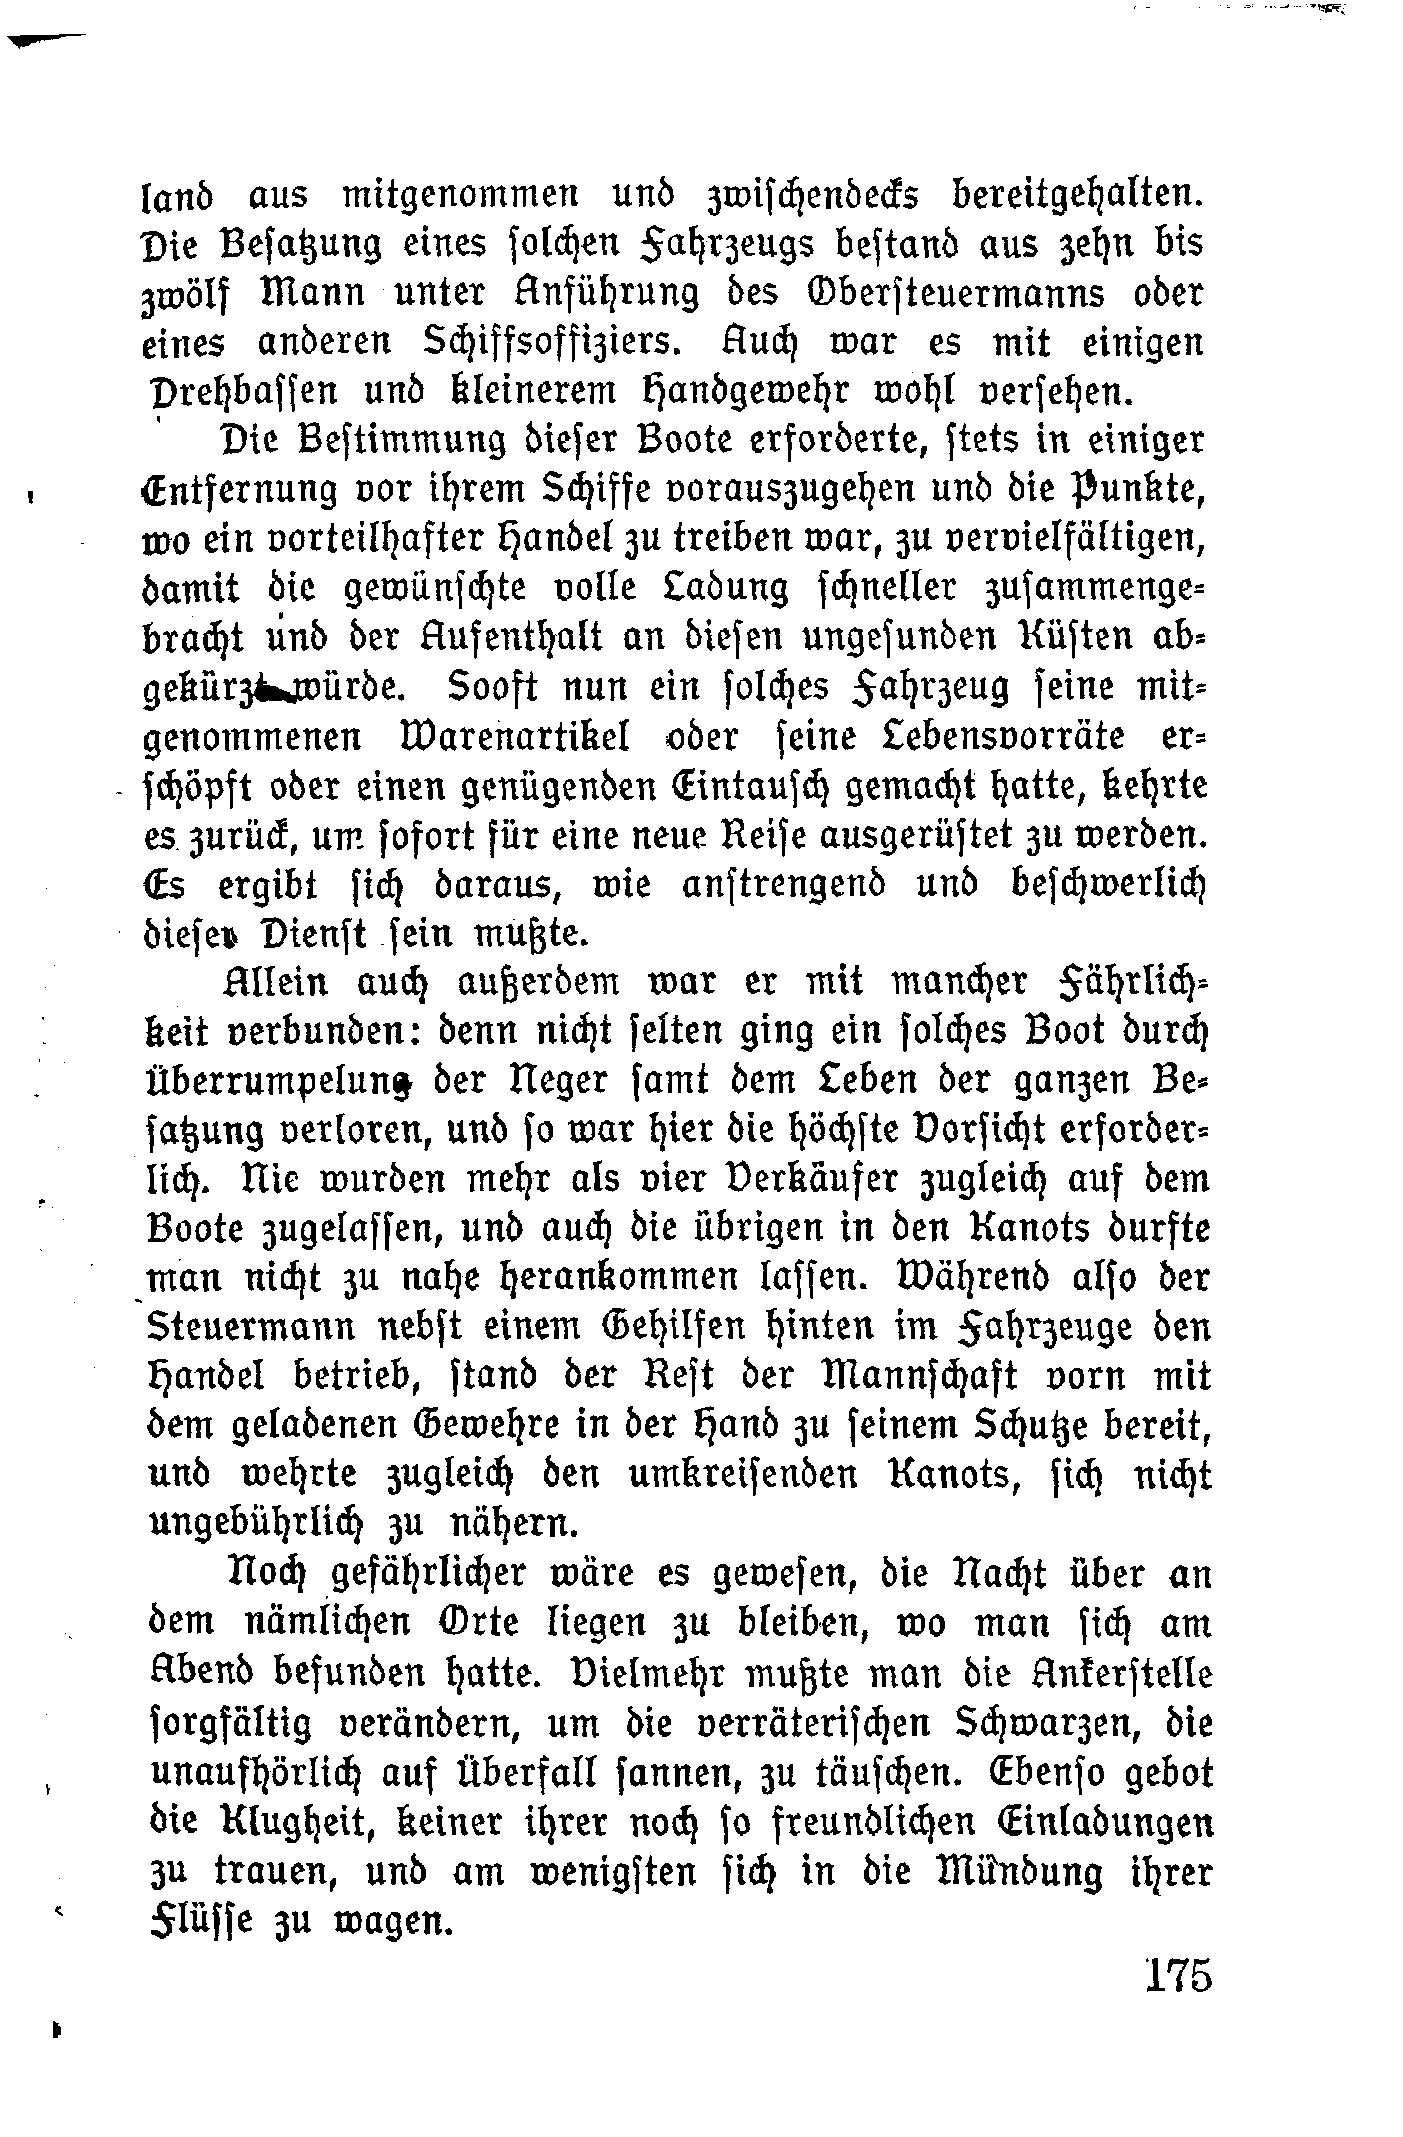 land aus mitgenommen und zwischendecks bereitgehalten.
Die Besatzung eines solchen Fahrzeugs bestand aus zehn bis
zwölf Mann unter Anführung des Obersteuermanns oder
eines anderen Schiffsoffiziers. Auch war es mit einigen
Drehbassen und kleinerem Handgewehr wohl versehen.
Die Bestimmung dieser Boote erforderte, stets in einiger
Entfernung vor ihrem Schiffe vorauszugehen und die Punkte,
wo ein vorteilhafter Handel zu treiben war, zu vervielfältigen,
damit die gewünschte volle Ladung schneller zusammenge-
bracht und der Aufenthalt an diesen ungesunden Küsten ab-
gekürzt würde. Sooft nun ein solches Fahrzeug seine mit-
genommenen Warenartikel oder seine Lebensvorräte er-
schöpft oder einen genügenden Eintausch gemacht hatte, kehrte
es zurück, um sofort für eine neue Reise ausgerüstet zu werden.
Es ergibt sich daraus, wie anstrengend und beschwerlich
dieser Dienst sein mußte.
Allein auch außerdem war er mit mancher Fährlich-
keit verbunden: denn nicht selten ging ein solches Boot durch
Überrumpelung der Neger samt dem Leben der ganzen Be-
satzung verloren, und so war hier die höchste Vorsicht erforder-
lich. Nie wurden mehr als vier Verkäufer zugleich auf dem
Boote zugelassen, und auch die übrigen in den Kanots durfte
man nicht zu nahe herankommen lassen. Während also der
Steuermann nebst einem Gehilfen hinten im Fahrzeuge den
Handel betrieb, stand der Rest der Mannschaft vorn mit
dem geladenen Gewehre in der Hand zu seinem Schutze bereit,
und wehrte zugleich den umkreisenden Kanots, sich nicht
ungebührlich zu nähern.
Noch gefährlicher wäre es gewesen, die Nacht über an
dem nämlichen Orte liegen zu bleiben, wo man sich am
Abend befunden hatte. Vielmehr mußte man die Ankerstelle
sorgfältig verändern, um die verräterischen Schwarzen, die
unaufhörlich auf Überfall sannen, zu täuschen. Ebenso gebot
die Klugheit, keiner ihrer noch so freundlichen Einladungen
zu trauen, und am wenigsten sich in die Mündung ihrer
Flüsse zu wagen.
175